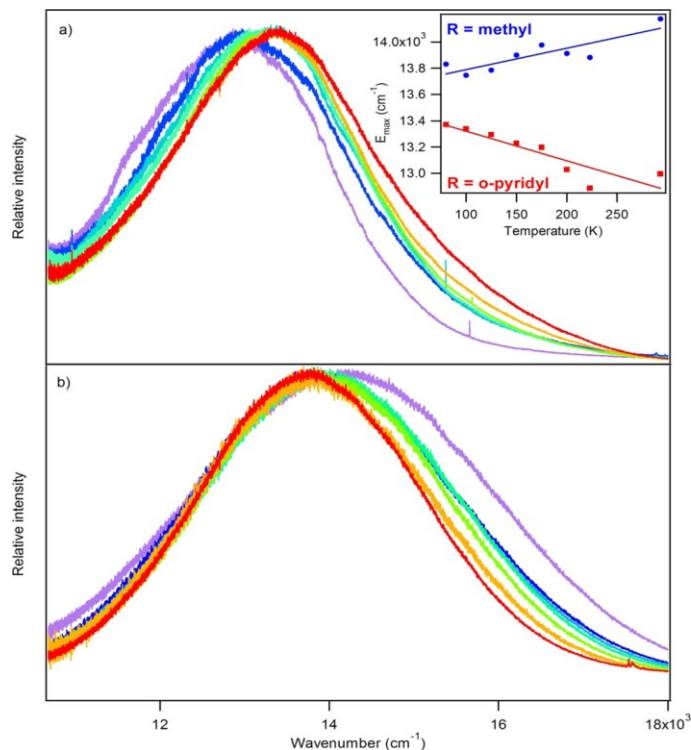 a)
Relative intensity
R = methyl
14.0x10³
13.8
13.6
13.4
13.2
13.0
Eₘₐₓ (cm⁻¹)
R = o-pyridyl
100 150 200 250
Temperature (K)
b)
Relative intensity
12 14 16 18x10³
Wavenumber (cm⁻¹)